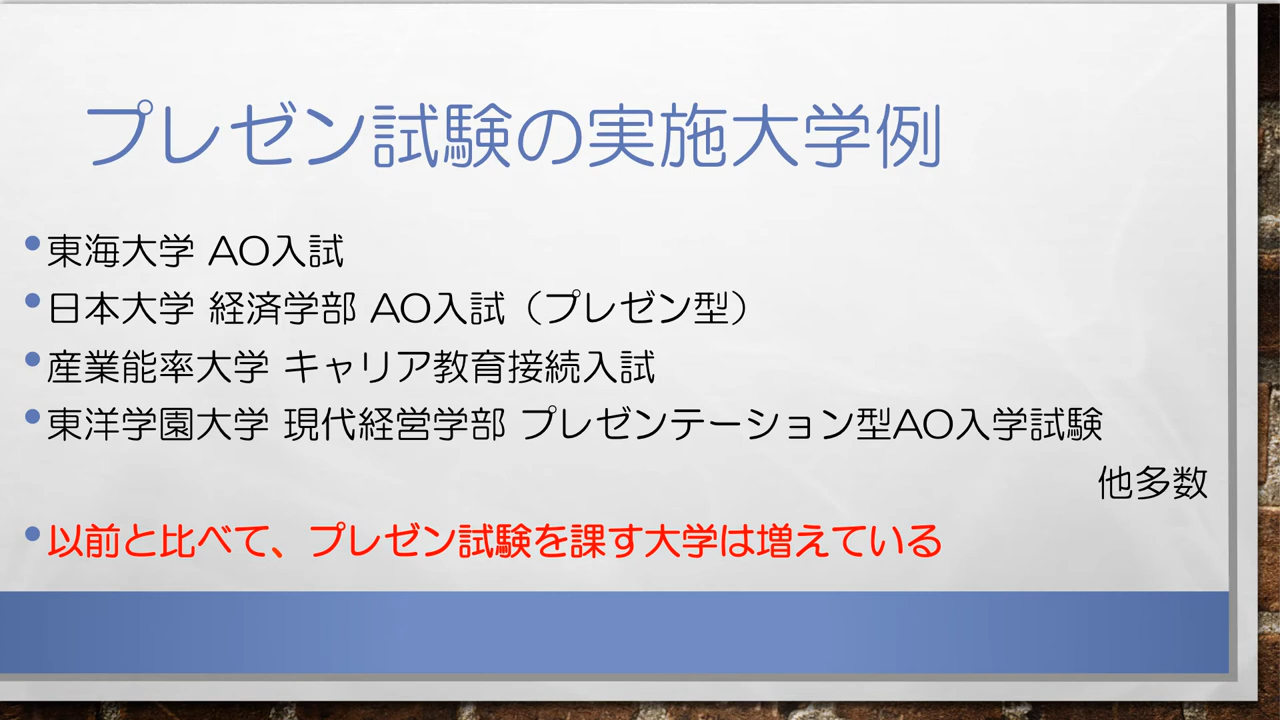 プレゼン試験の実施大学例
•東海大学 AO入試
•日本大学 経済学部 AO入試（プレゼン型）
•産業能率大学 キャリア教育接続入試
•東洋学園大学 現代経営学部 プレゼンテーション型AO入学試験
他多数
•以前と比べて、プレゼン試験を課す大学は増えている